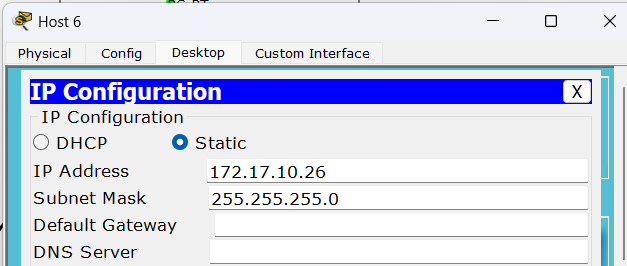 Host 6
Physical Config Desktop Custom Interface
IP Configuration X
IP Configuration
DHCP Static
IP Address 172.17.10.26
Subnet Mask 255.255.255.0
Default Gateway
DNS Server